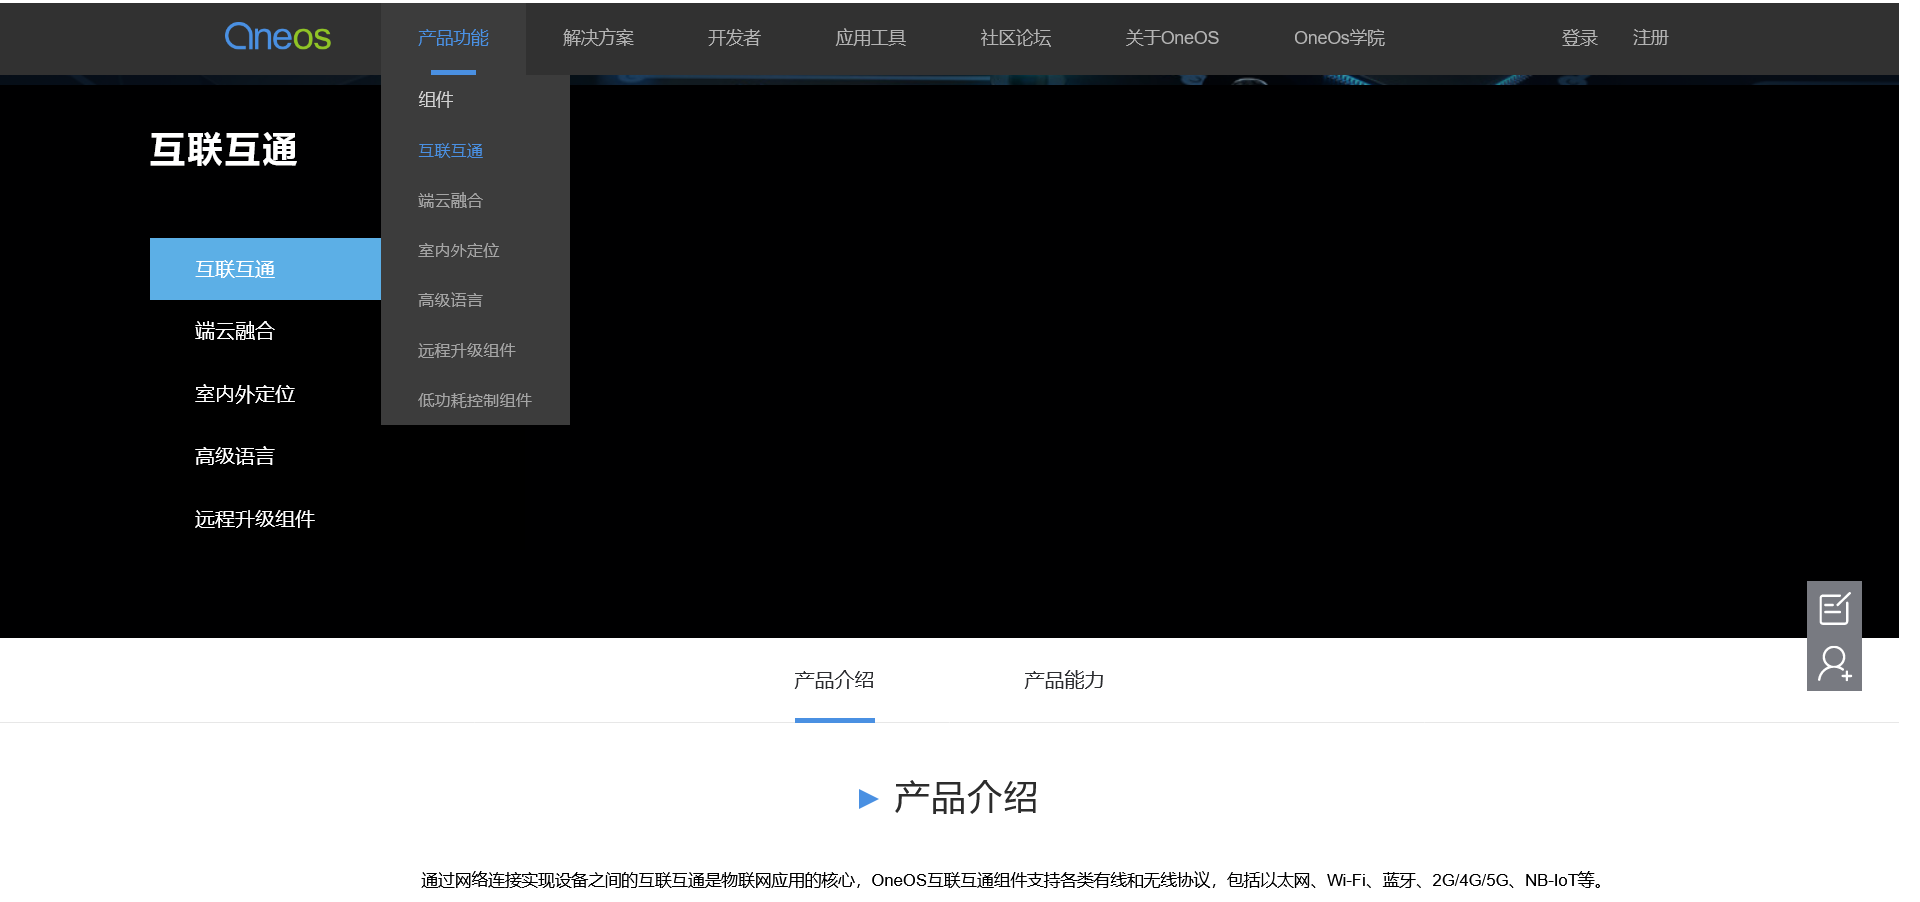 Oneos 产品功能 解决方案 开发者 应用工具 社区论坛 关于OneOS OneOs学院 登录 注册
组件
互联互通
端云融合
室内外定位
高级语言
远程升级组件
低功耗控制组件
互联互通
互联互通
端云融合
室内外定位
高级语言
远程升级组件
产品介绍 产品能力
产品介绍
通过网络连接实现设备之间的互联互通是物联网应用的核心，OneOS互联互通组件支持各类有线和无线协议，包括以太网、Wi-Fi、蓝牙、2G/4G/5G、NB-IoT等。